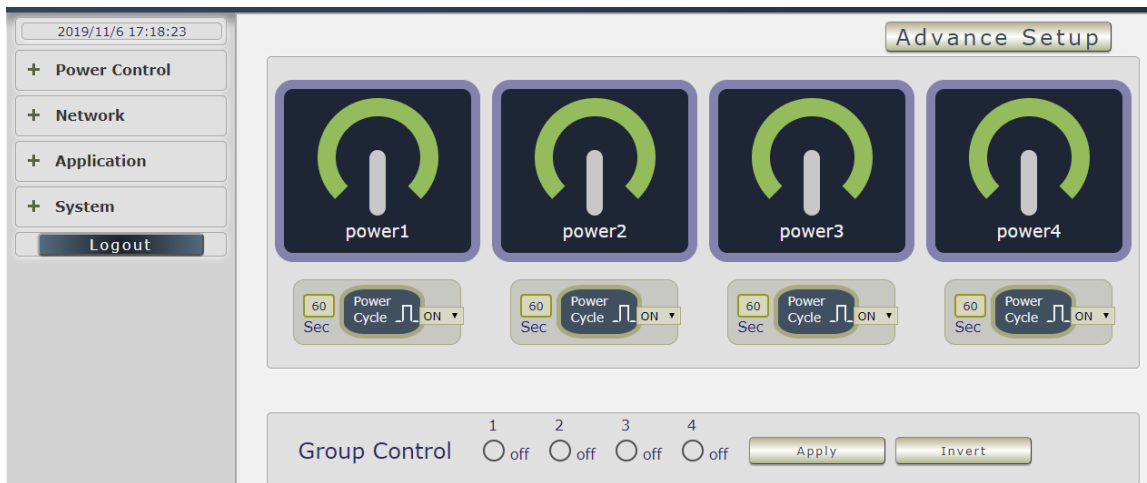 2019/11/6 17:18:23
Advance Setup
+ Power Control
+ Network
+ Application
+ System
Logout
power1
power2
power3
power4
60 Sec Power Cycle ON
60 Sec Power Cycle ON
60 Sec Power Cycle ON
60 Sec Power Cycle ON
1 2 3 4
Group Control off off off off Apply Invert